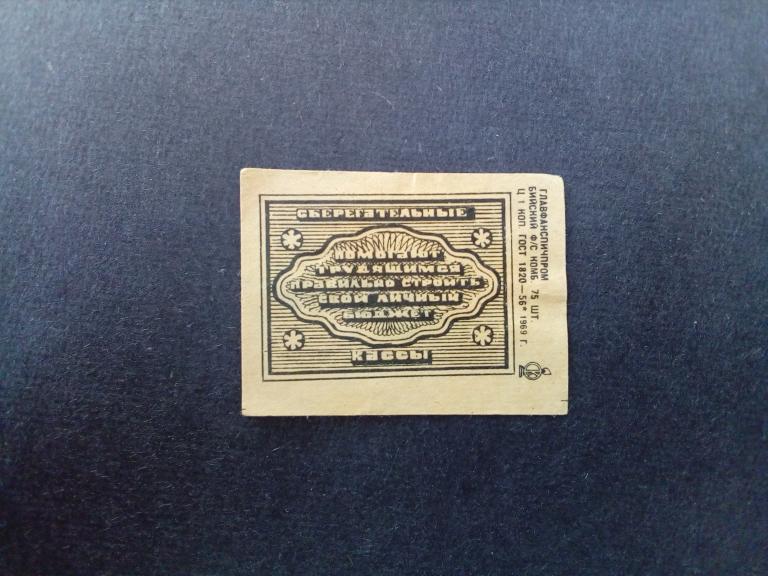 СБЕРЕГАТЕЛЬНЫЕ
ПОМОГАЮТ
ТРУДЯЩИМСЯ
ПРАВИЛЬНО СТРОИТЬ
СВОЙ ЛИЧНЫЙ
БЮДЖЕТ
КАССЫ
ГЛАВФАНСПИЧПРОМ
БИЙСКИЙ Ф/С КОМБ. 75 ШТ.
Ц 1 КОП. ГОСТ 1820—56* 1969 Г.